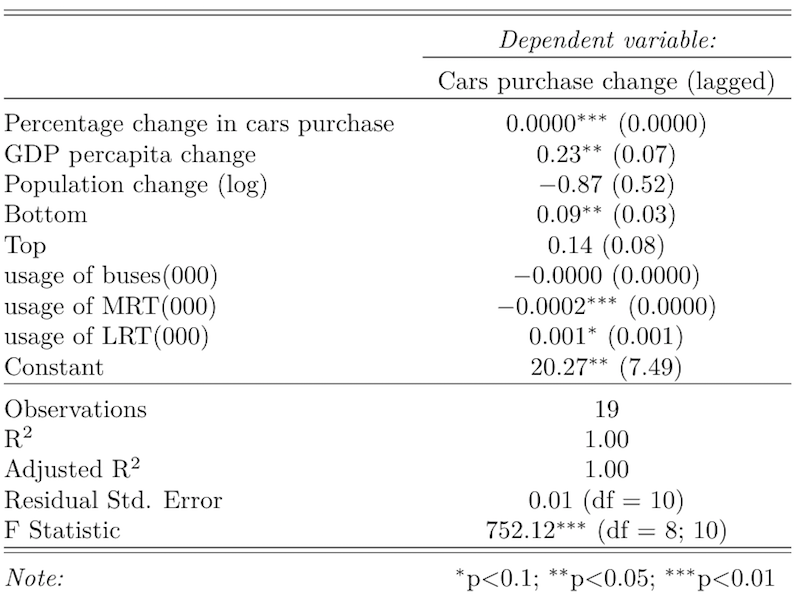 Dependent variable:
Cars purchase change (lagged)
Percentage change in cars purchase 0.0000*** (0.0000)
GDP percapita change 0.23** (0.07)
Population change (log) −0.87 (0.52)
Bottom 0.09** (0.03)
Top 0.14 (0.08)
usage of buses(000) −0.0000 (0.0000)
usage of MRT(000) −0.0002*** (0.0000)
usage of LRT(000) 0.001* (0.001)
Constant 20.27** (7.49)
Observations 19
R² 1.00
Adjusted R² 1.00
Residual Std. Error 0.01 (df = 10)
F Statistic 752.12*** (df = 8; 10)
Note: *p<0.1; **p<0.05; ***p<0.01